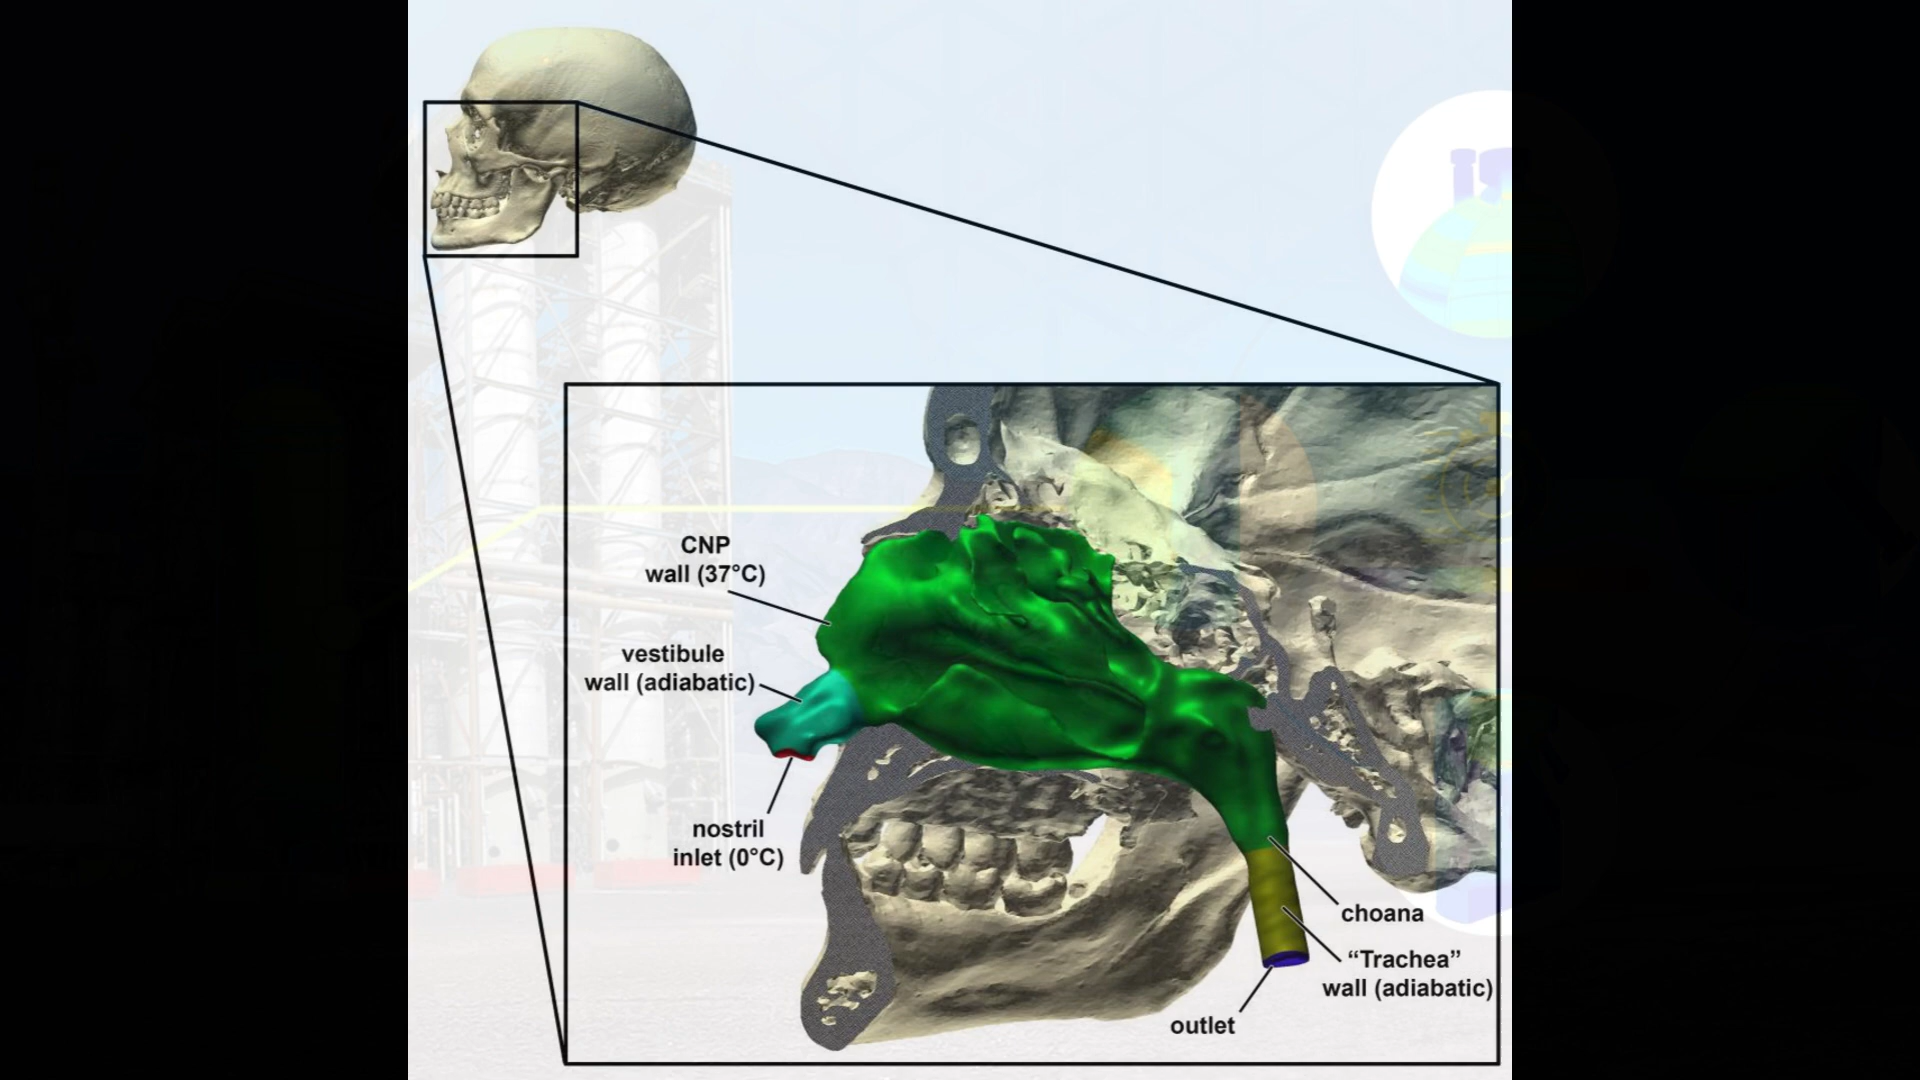 CNP
wall (37°C)
vestibule
wall (adiabatic)
nostril
inlet (0°C)
choana
“Trachea”
wall (adiabatic)
outlet